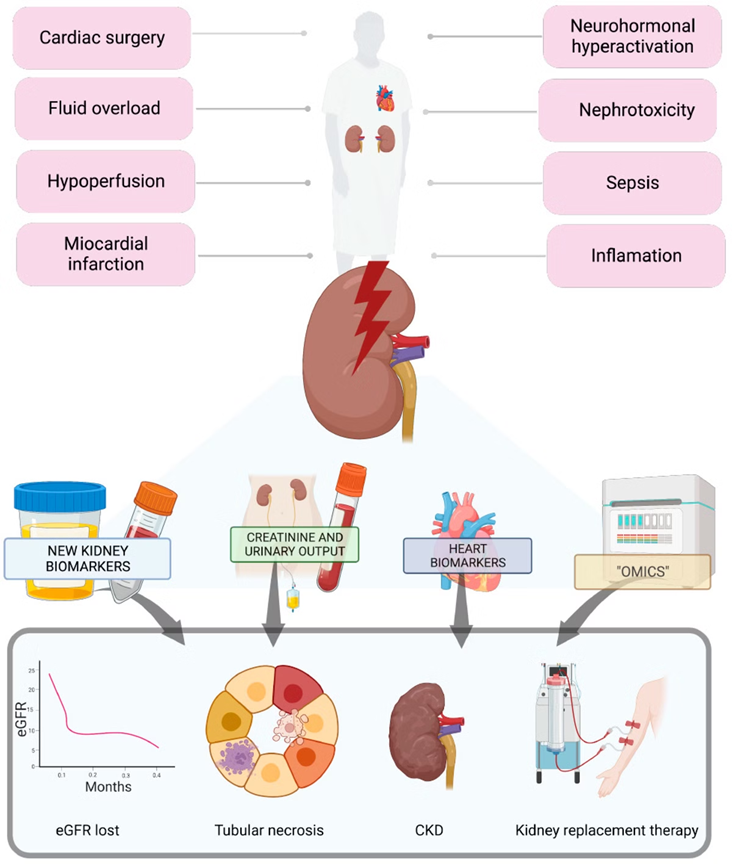 Cardiac surgery
Neurohormonal
hyperactivation
Fluid overload
Nephrotoxicity
Hypoperfusion
Sepsis
Miocardial
infarction
Inflamation
NEW KIDNEY
BIOMARKERS
CREATININE AND
URINARY OUTPUT
HEART
BIOMARKERS
"OMICS"
eGFR
25
20
15
10
5
0
0.1 0.2 0.3 0.4
Months
eGFR lost
Tubular necrosis
CKD
Kidney replacement therapy